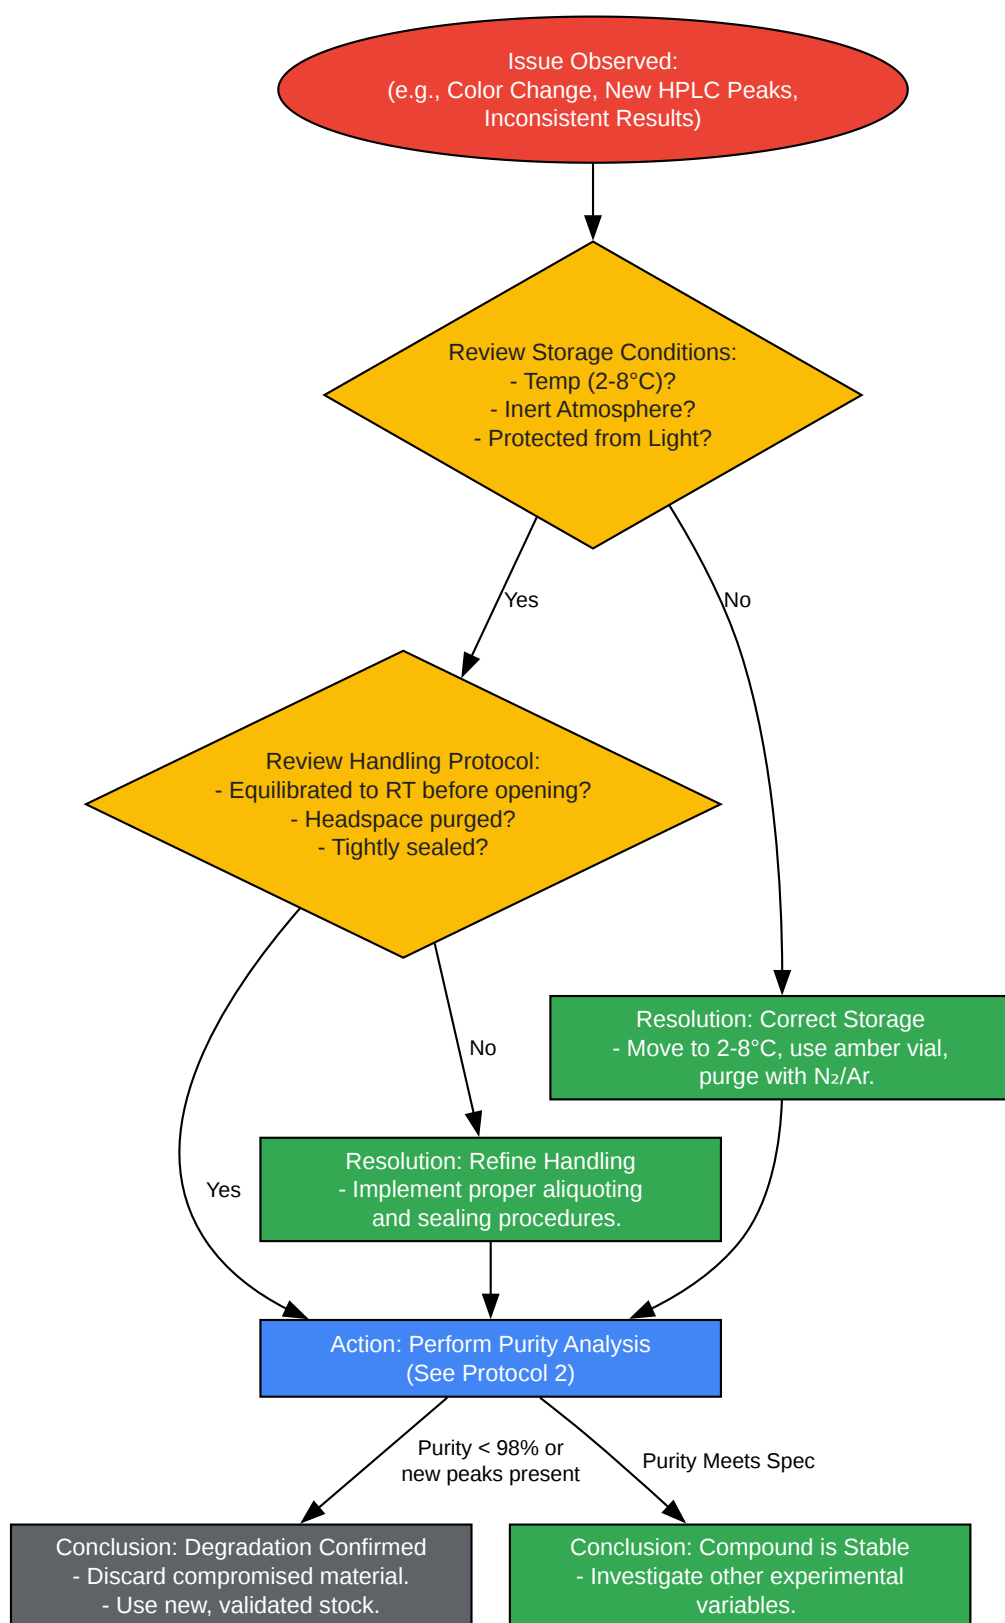 Issue Observed:
(e.g., Color Change, New HPLC Peaks,
Inconsistent Results)
Review Storage Conditions:
- Temp (2-8°C)?
- Inert Atmosphere?
- Protected from Light?
Yes
No
Review Handling Protocol:
- Equilibrated to RT before opening?
- Headspace purged?
- Tightly sealed?
Resolution: Correct Storage
- Move to 2-8°C, use amber vial,
purge with N₂/Ar.
No
Resolution: Refine Handling
- Implement proper aliquoting
and sealing procedures.
Yes
Action: Perform Purity Analysis
(See Protocol 2)
Purity < 98% or
new peaks present
Purity Meets Spec
Conclusion: Degradation Confirmed
- Discard compromised material.
- Use new, validated stock.
Conclusion: Compound is Stable
- Investigate other experimental
variables.